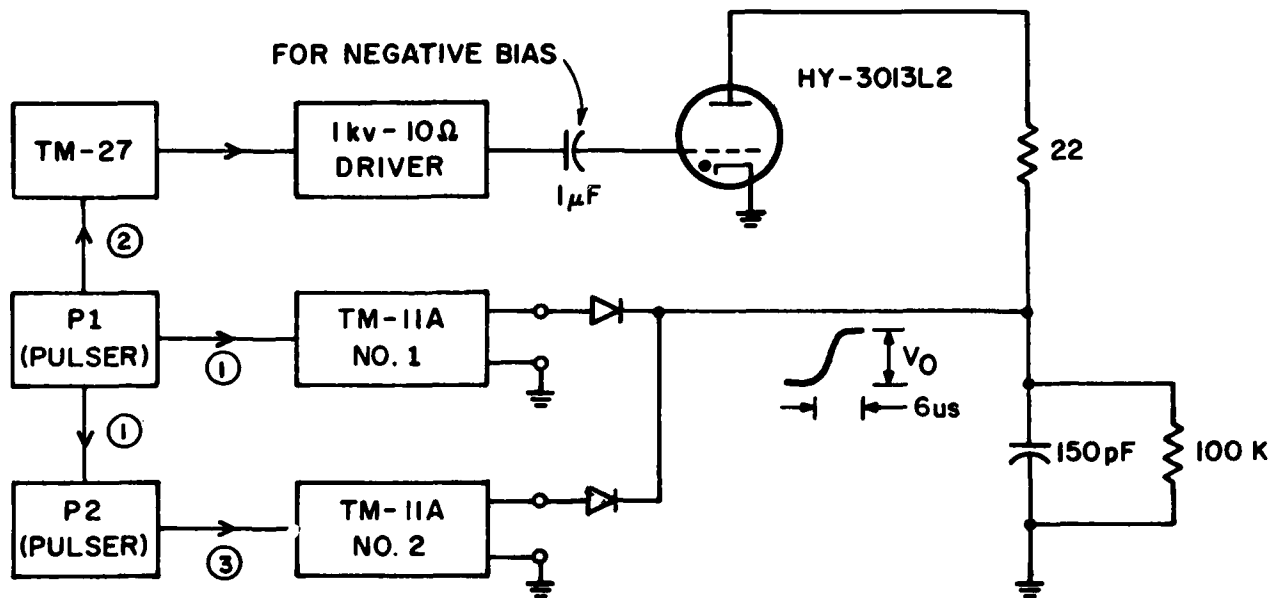 FOR NEGATIVE BIAS
HY-3013L2
TM-27
1kv-10Ω
DRIVER
1μF
22
②
P1
(PULSER)
①
TM-11A
NO. 1
V0
6us
①
150pF
100 K
P2
(PULSER)
③
TM-11A
NO. 2